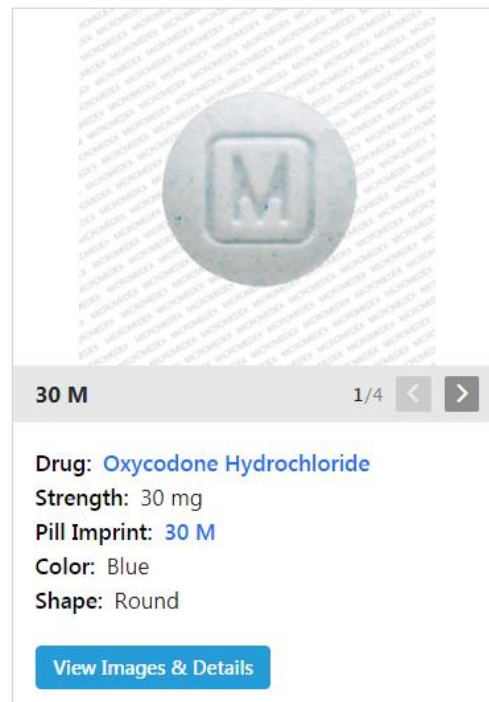 M
30 M
1/4
Drug: Oxycodone Hydrochloride
Strength: 30 mg
Pill Imprint: 30 M
Color: Blue
Shape: Round
View Images & Details